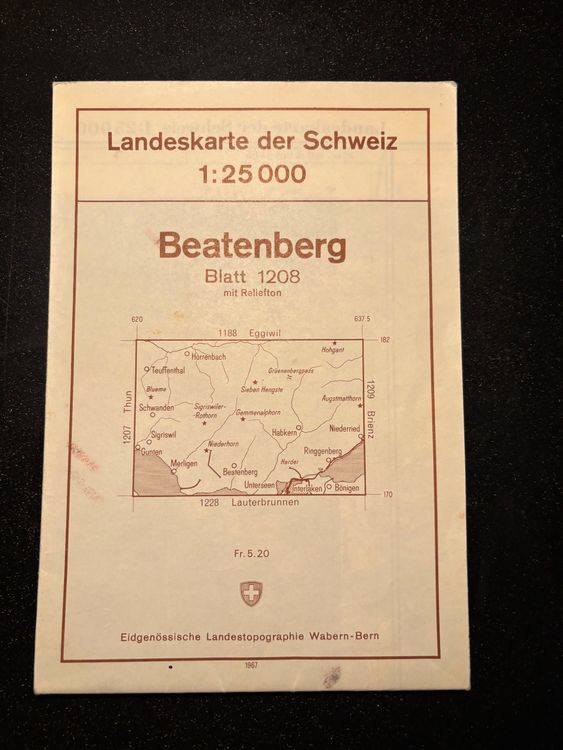 Landeskarte der Schweiz
1:25 000
Beatenberg
Blatt 1208
mit Reliefton
620
637.5
1188 Eggiwil
182
Horrenbach
Hohgant
Teuffenthal
Grüenenbergpass
Blueme
Sieben Hengste
1209 Brienz
Augstmatthorn
Schwanden
Sigriswiler-
Rothorn
Gemmenalphorn
1207 Thun
Habkern
Niederried
Sigriswil
Niederhorn
Gunten
Ringgenberg
Merligen
Beatenberg
Harder
Unterseen
Interlaken
Bönigen
170
1228 Lauterbrunnen
Fr. 5.20
Eidgenössische Landestopographie Wabern-Bern
1967